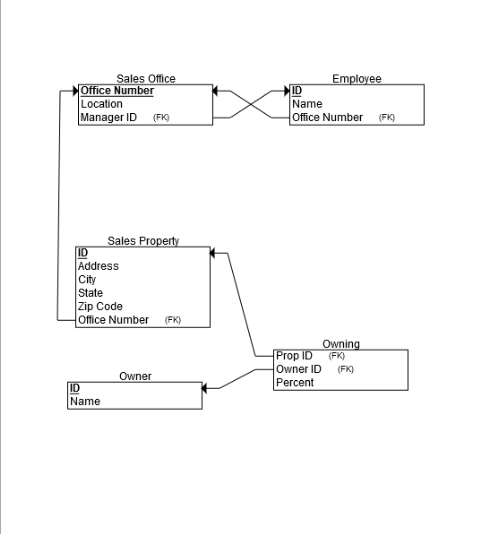 Sales Office
Office Number
Location
Manager ID (FK)
Employee
ID
Name
Office Number (FK)
Sales Property
ID
Address
City
State
Zip Code
Office Number (FK)
Owning
Prop ID (FK)
Owner ID (FK)
Percent
Owner
ID
Name